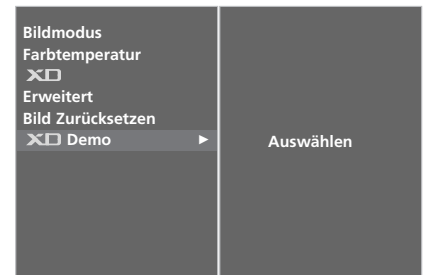 Bildmodus
Farbtemperatur
XD
Erweitert
Bild Zurücksetzen
XD Demo ►
Auswählen